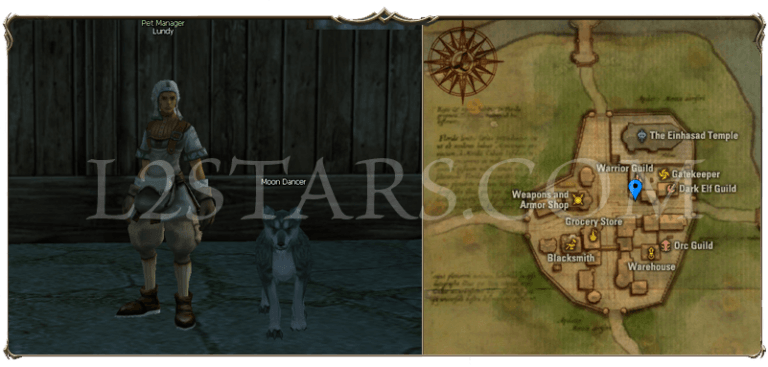 Pet Manager
Lundy
Moon Dancer
L2STARS.COM
The Einhasad Temple
Warrior Guild
Gatekeeper
Dark Elf Guild
Weapons and
Armor Shop
Grocery Store
Orc Guild
Blacksmith
Warehouse